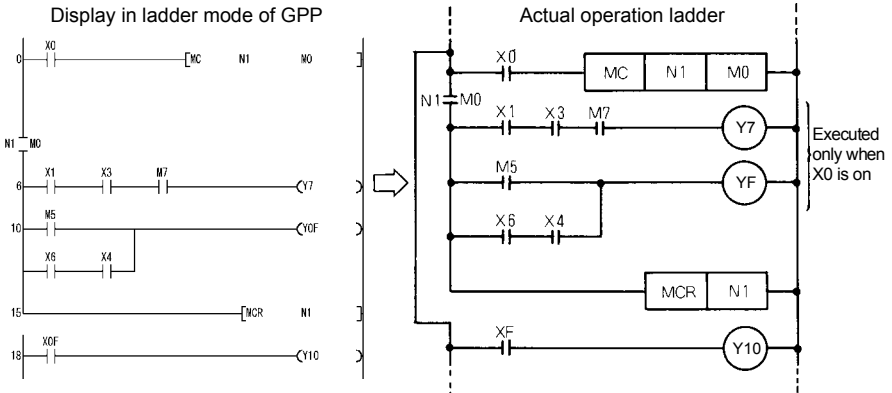 Display in ladder mode of GPP
X0
0 [MC N1 M0 ]
N1 M0
X1 X3 M7
6 (Y7 )
M5
10 (Y0F )
X6 X4
15 [MCR N1 ]
X0F
18 (Y10 )
Actual operation ladder
X0 MC N1 M0
N1 M0
X1 X3 M7 Y7
M5 YF
X6 X4
MCR N1
XF Y10
Executed
only when
X0 is on